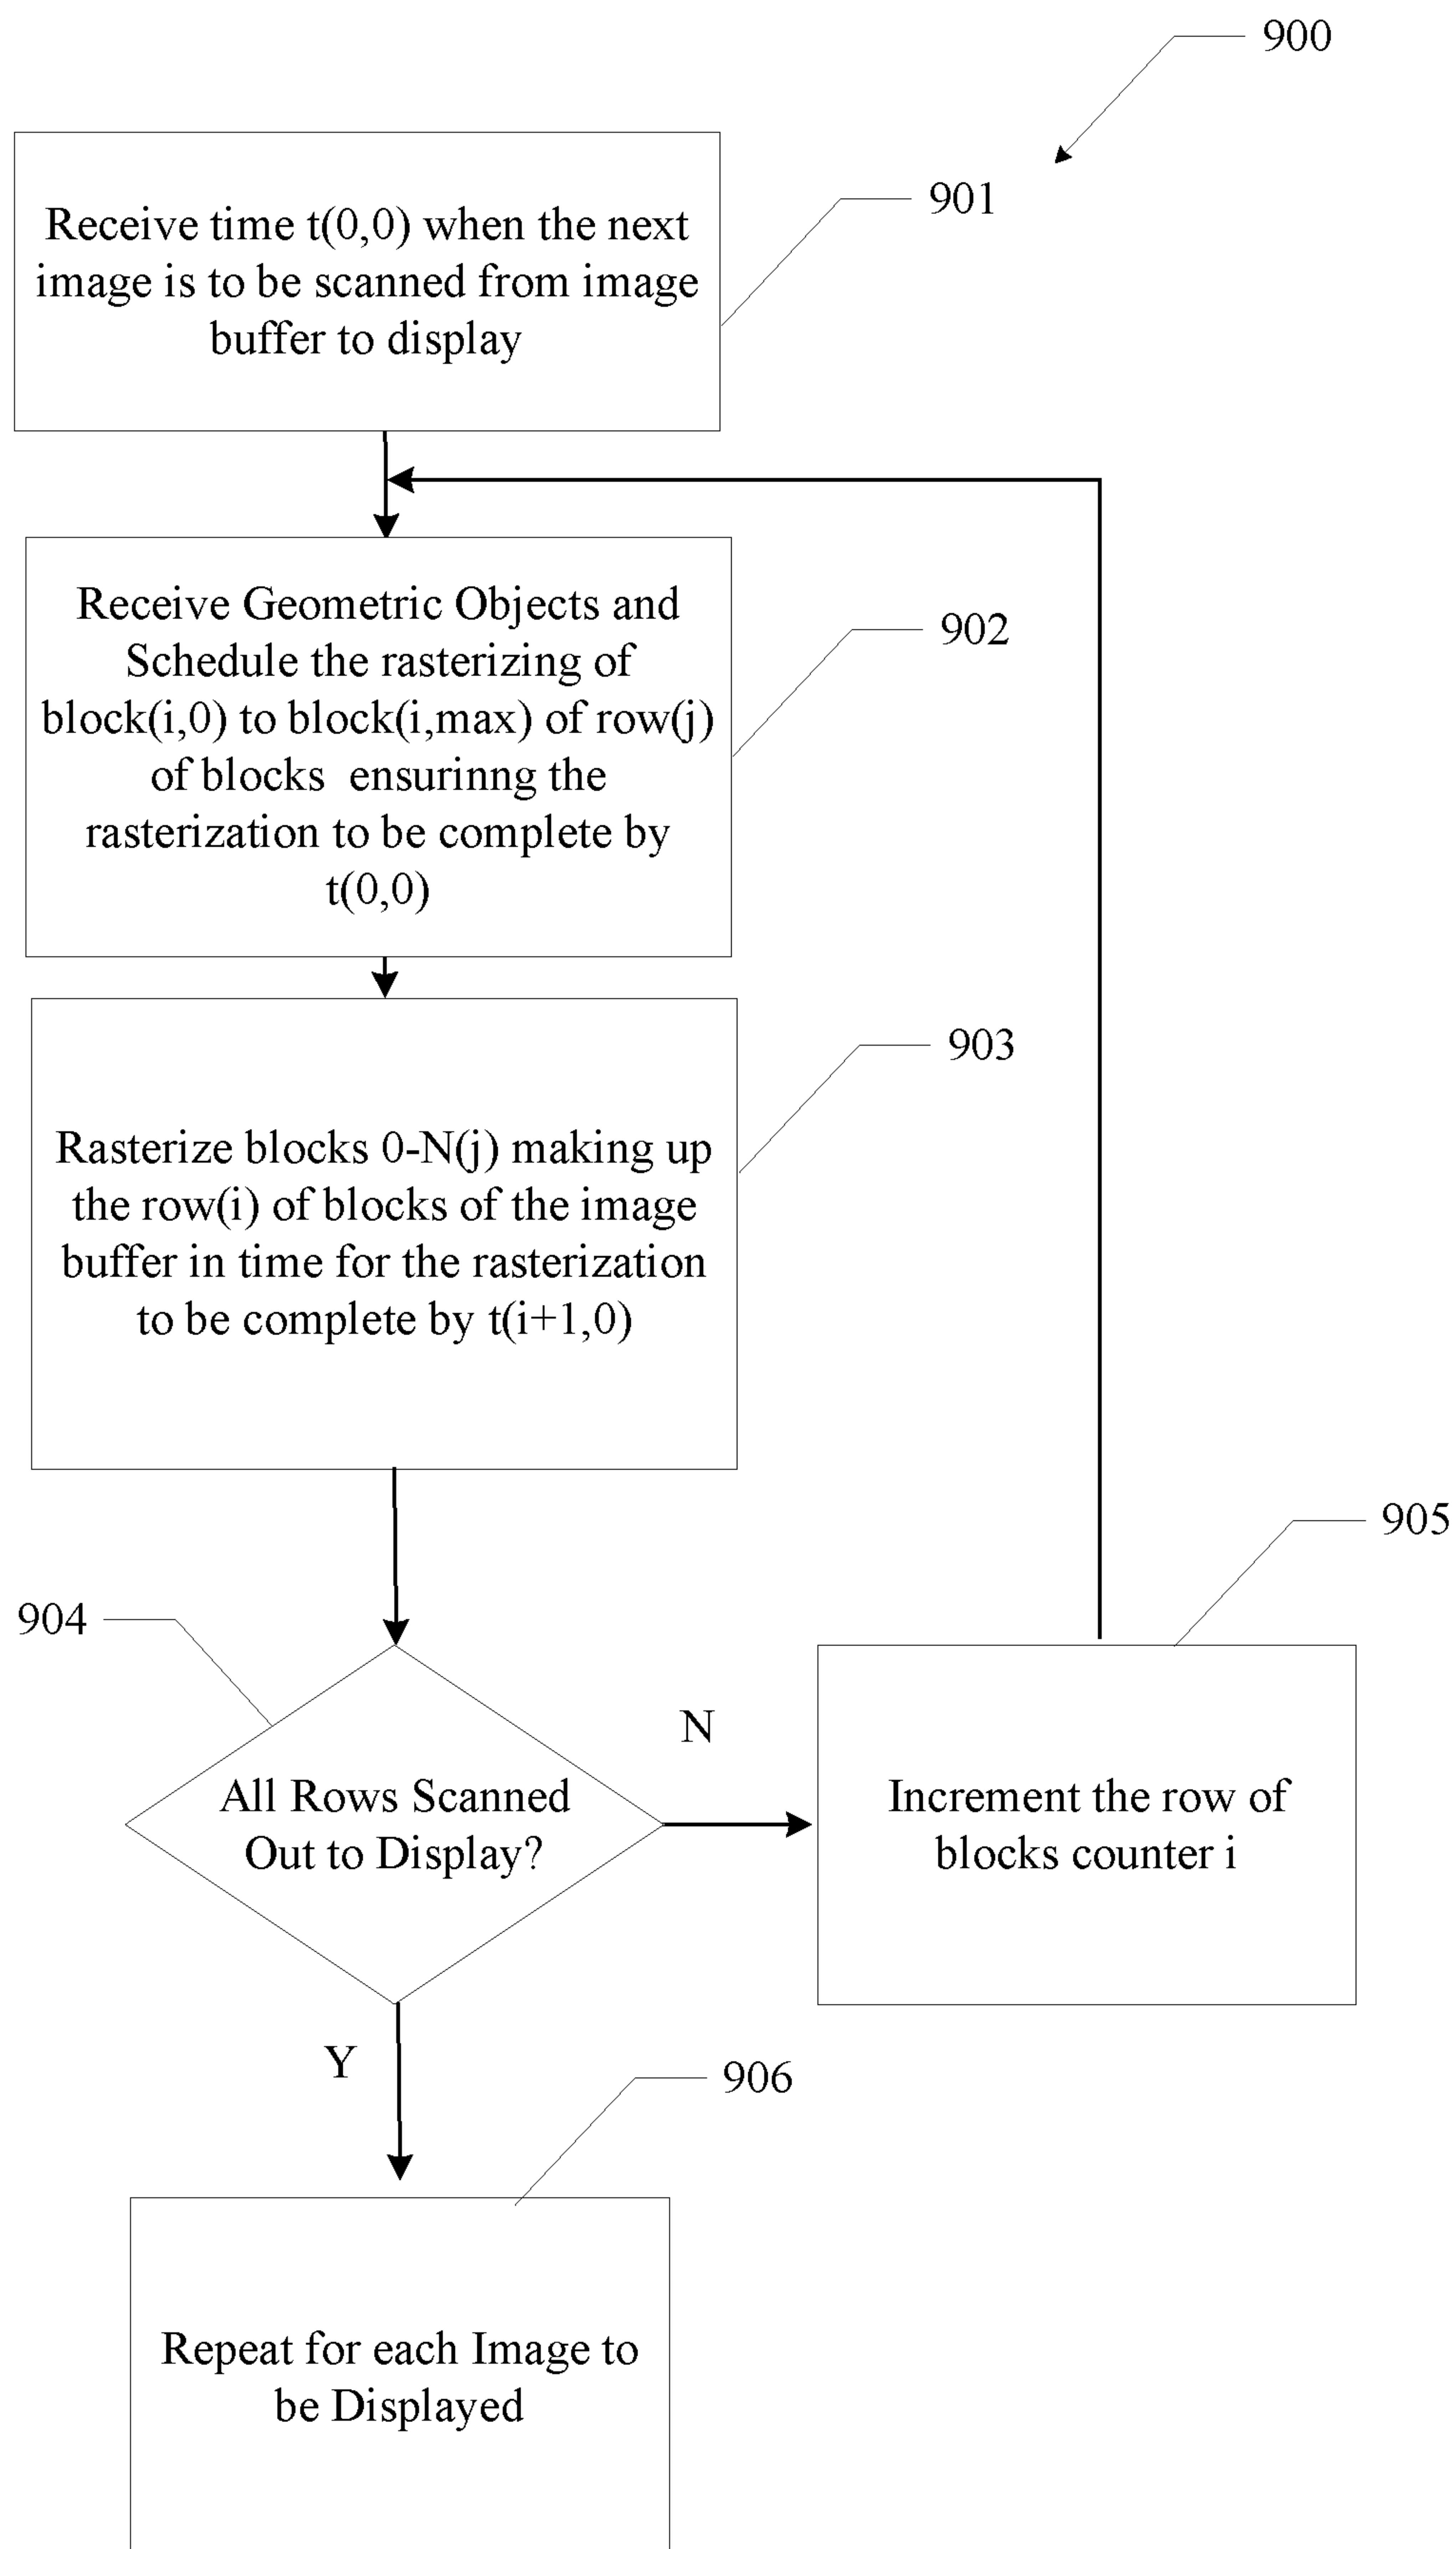 900
Receive time t(0,0) when the next
image is to be scanned from image
buffer to display
901
Receive Geometric Objects and
Schedule the rasterizing of
block(i,0) to block(i,max) of row(j)
of blocks ensurinng the
rasterization to be complete by
t(0,0)
902
Rasterize blocks 0-N(j) making up
the row(i) of blocks of the image
buffer in time for the rasterization
to be complete by t(i+1,0)
903
904
All Rows Scanned
Out to Display?
N
905
Increment the row of
blocks counter i
Y
906
Repeat for each Image to
be Displayed